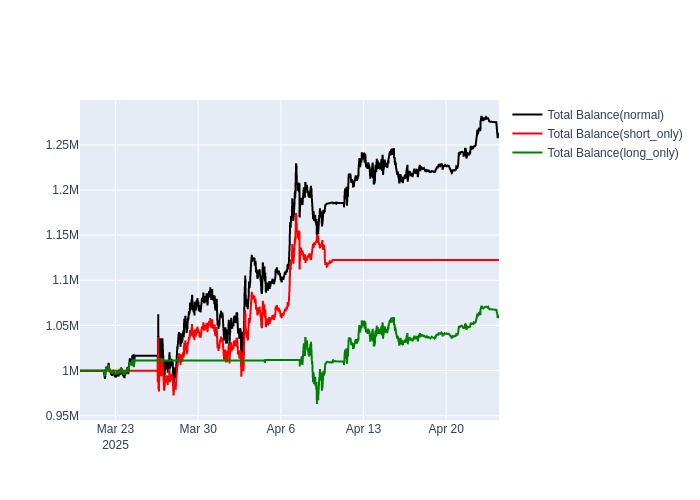 Total Balance(normal)
Total Balance(short_only)
Total Balance(long_only)
1.25M
1.2M
1.15M
1.1M
1.05M
1M
0.95M
Mar 23
2025
Mar 30
Apr 6
Apr 13
Apr 20